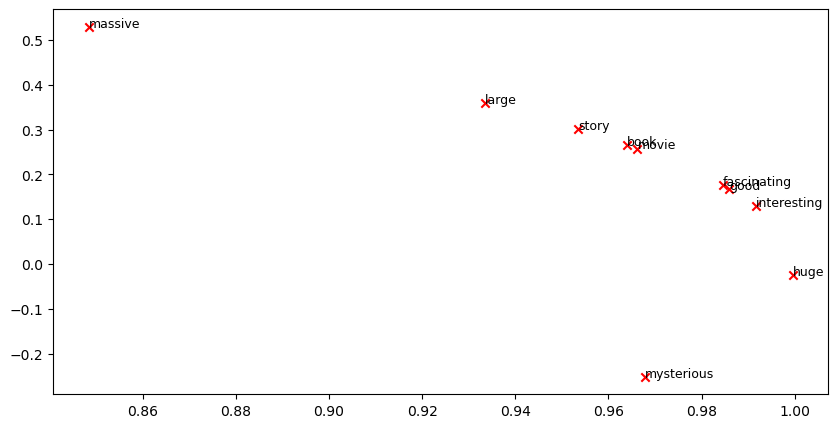 0.5
0.4
0.3
0.2
0.1
0.0
−0.1
−0.2
massive
large
story
book
movie
fascinating
good
interesting
huge
mysterious
0.86 0.88 0.90 0.92 0.94 0.96 0.98 1.00